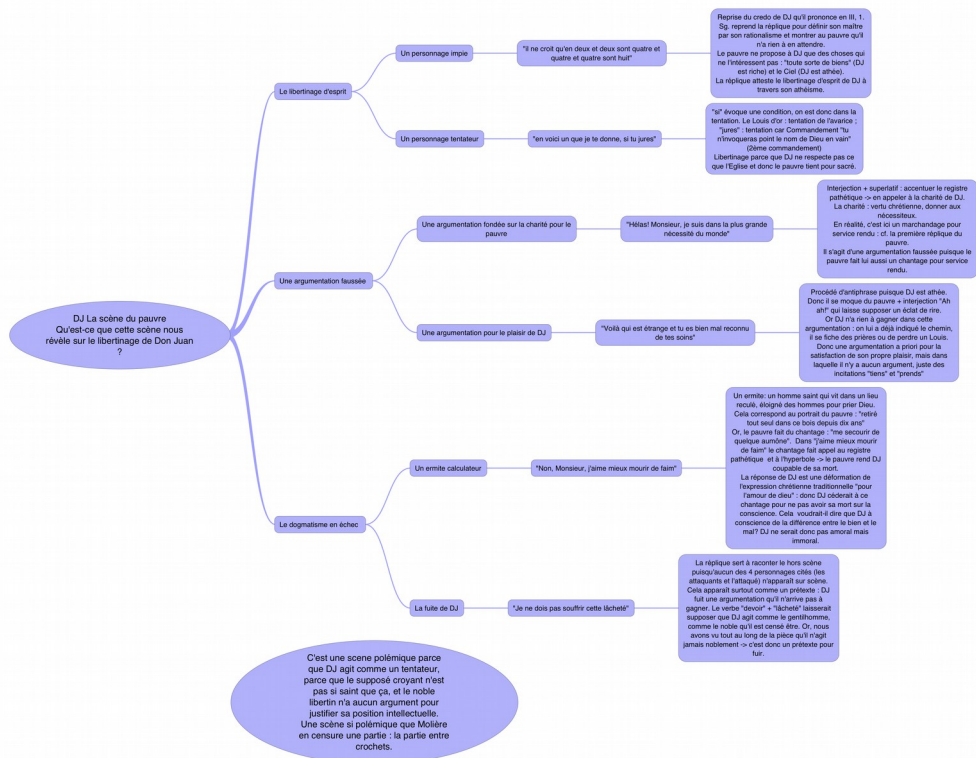 DJ La scène du pauvre
Qu'est-ce que cette scène nous
révèle sur le libertinage de Don Juan
?
Le libertinage d'esprit
Un personnage impie
"il ne croit qu'en deux et deux sont quatre et
quatre et quatre sont huit"
Reprise du credo de DJ qu'il prononce en III, 1.
Sg. reprend la réplique pour définir son maître
par son rationalisme et montrer au pauvre qu'il
n'a rien à en attendre.
Le pauvre ne propose à DJ que des choses qui
ne l'intéressent pas : "toute sorte de biens" (DJ
est riche) et le Ciel (DJ est athée).
La réplique atteste le libertinage d'esprit de DJ à
travers son athéisme.
Un personnage tentateur
"en voici un que je te donne, si tu jures"
"si" évoque une condition, on est donc dans la
tentation. Le Louis d'or : tentation de l'avarice ;
"jures" : tentation car Commandement "tu
n'invoqueras point le nom de Dieu en vain"
(2ème commandement)
Libertinage parce que DJ ne respecte pas ce
que l'Eglise et donc le pauvre tient pour sacré.
Une argumentation faussée
Une argumentation fondée sur la charité pour le
pauvre
"Hélas! Monsieur, je suis dans la plus grande
nécessité du monde"
Interjection + superlatif : accentuer le registre
pathétique -> en appeler à la charité de DJ.
La charité : vertu chrétienne, donner aux
nécessiteux.
En réalité, c'est ici un marchandage pour
service rendu : cf. la première réplique du
pauvre.
Il s'agit d'une argumentation faussée puisque le
pauvre fait lui aussi un chantage pour service
rendu.
Une argumentation pour le plaisir de DJ
"Voilà qui est étrange et tu es bien mal reconnu
de tes soins"
Procédé d'antiphrase puisque DJ est athée.
Donc il se moque du pauvre + interjection "Ah
ah!" qui laisse supposer un éclat de rire.
Or DJ n'a rien à gagner dans cette
argumentation : on lui a déjà indiqué le chemin,
il se fiche des prières ou de perdre un Louis.
Donc une argumentation a priori pour la
satisfaction de son propre plaisir, mais dans
laquelle il n'y a aucun argument, juste des
incitations "tiens" et "prends"
Le dogmatisme en échec
Un ermite calculateur
"Non, Monsieur, j'aime mieux mourir de faim"
Un ermite: un homme saint qui vit dans un lieu
reculé, éloigné des hommes pour prier Dieu.
Cela correspond au portrait du pauvre : "retiré
tout seul dans ce bois depuis dix ans"
Or, le pauvre fait du chantage : "me secourir de
quelque aumône".  Dans "j'aime mieux mourir
de faim" le chantage fait appel au registre
pathétique  et à l'hyperbole -> le pauvre rend DJ
coupable de sa mort.
La réponse de DJ est une déformation de
l'expression chrétienne traditionnelle "pour
l'amour de dieu" : donc DJ céderait à ce
chantage pour ne pas avoir sa mort sur la
conscience. Cela  voudrait-il dire que DJ à
conscience de la différence entre le bien et le
mal? DJ ne serait donc pas amoral mais
immoral.
La fuite de DJ
"Je ne dois pas souffrir cette lâcheté"
La réplique sert à raconter le hors scène
puisqu'aucun des 4 personnages cités (les
attaquants et l'attaqué) n'apparaît sur scène.
Cela apparaît surtout comme un prétexte : DJ
fuit une argumentation qu'il n'arrive pas à
gagner. Le verbe "devoir" + "lâcheté" laisserait
supposer que DJ agit comme le gentilhomme,
comme le noble qu'il est censé être. Or, nous
avons vu tout au long de la pièce qu'il n'agit
jamais noblement -> c'est donc un prétexte pour
fuir.
C'est une scene polémique parce
que DJ agit comme un tentateur,
parce que le supposé croyant n'est
pas si saint que ça, et le noble
libertin n'a aucun argument pour
justifier sa position intellectuelle.
Une scène si polémique que Molière
en censure une partie : la partie entre
crochets.